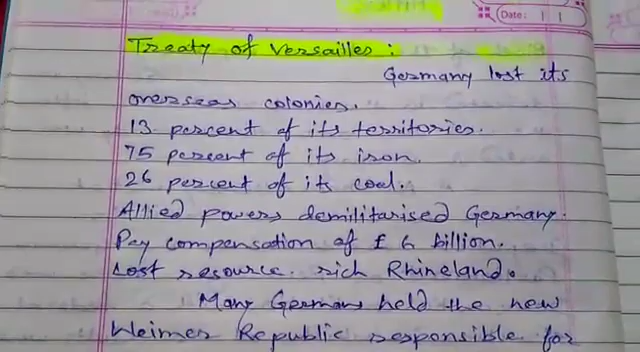 Date:
Treaty of Versailles :
Germany lost its
overseas colonies.
13 percent of its territories.
75 percent of its iron.
26 percent of its coal.
Allied powers demilitarised Germany.
Pay compensation of £ 6 billion.
Lost resource rich Rhineland.
Many Germans held the new
Weimer Republic responsible for